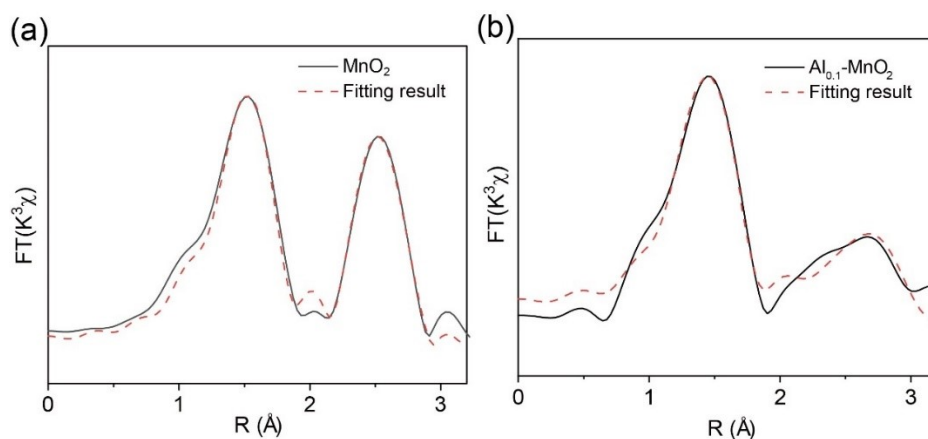 (a)
MnO₂
Fitting result
FT(K³χ)
0 1 2 3
R (Å)
(b)
Al₀.₁-MnO₂
Fitting result
FT(K³χ)
0 1 2 3
R (Å)